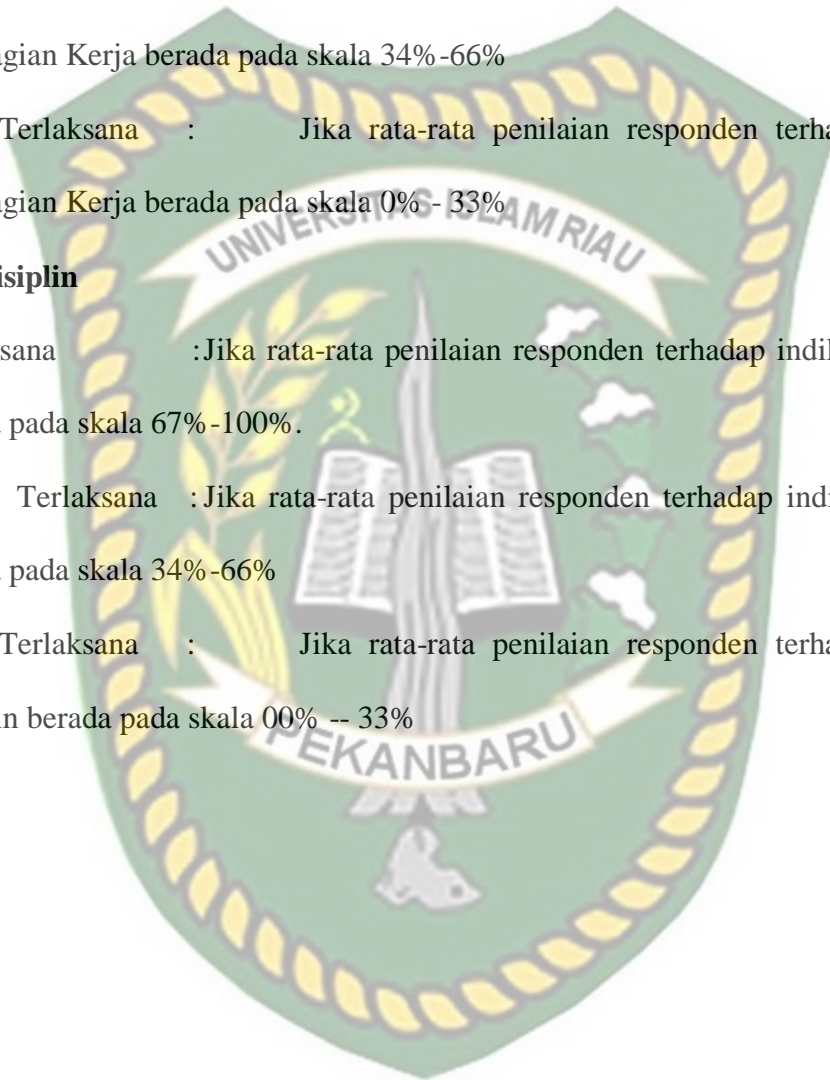 agian Kerja berada pada skala 34%-66%
Terlaksana : Jika rata-rata penilaian responden terha
agian Kerja berada pada skala 0% - 33%
UNIVERSITAS ISLAM RIAU
isiplin
sana :Jika rata-rata penilaian responden terhadap indi
pada skala 67%-100%.
Terlaksana :Jika rata-rata penilaian responden terhadap indi
pada skala 34%-66%
Terlaksana : Jika rata-rata penilaian responden terha
in berada pada skala 00% -- 33%
PEKANBARU